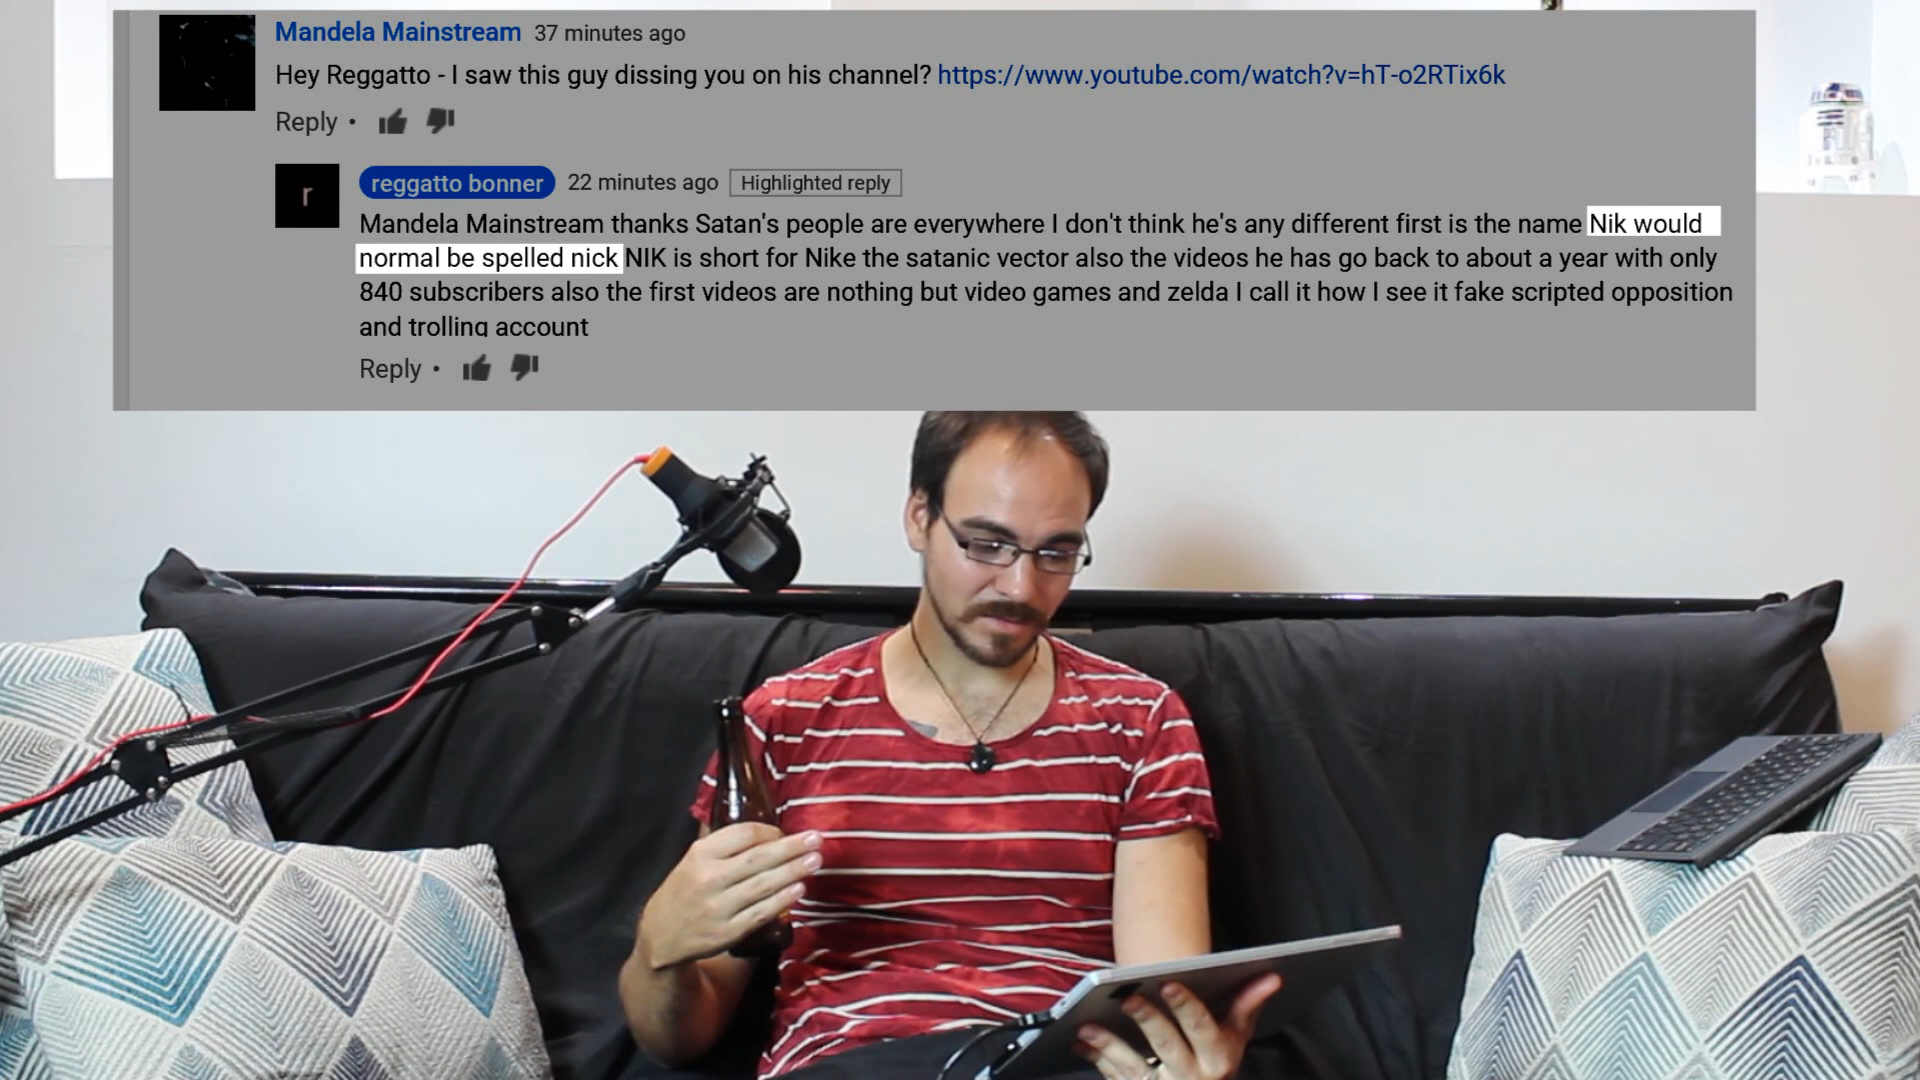 Mandela Mainstream 37 minutes ago
Hey Reggatto - I saw this guy dissing you on his channel? https://www.youtube.com/watch?v=hT-o2RTix6k
Reply •
r
reggatto bonner 22 minutes ago Highlighted reply
Mandela Mainstream thanks Satan's people are everywhere I don't think he's any different first is the name Nik would
normal be spelled nick NIK is short for Nike the satanic vector also the videos he has go back to about a year with only
840 subscribers also the first videos are nothing but video games and zelda I call it how I see it fake scripted opposition
and trolling account
Reply •